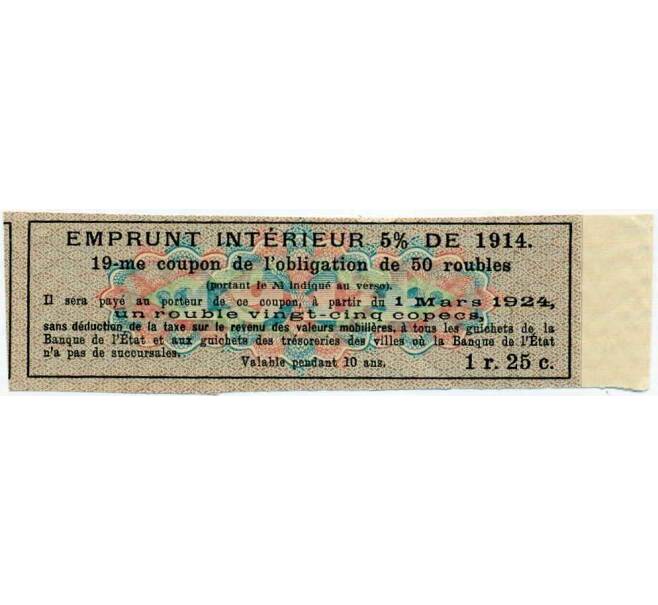 EMPRUNT INTÉRIEUR 5% DE 1914.
19-me coupon de l'obligation de 50 roubles
(portant le № indiqué au verso).
Il séra payé au porteur de ce coupon, à partir du 1 Mars 1924,
un rouble vingt-cinq copecs,
sans déduction de la taxe sur le revenu des valeurs mobilières, à tous les guichets de la
Banque de l'État et aux guichets des trésoreries des villes où la Banque de l'État
n'a pas de succursales.
Valable pendant 10 ans.
1 r. 25 c.